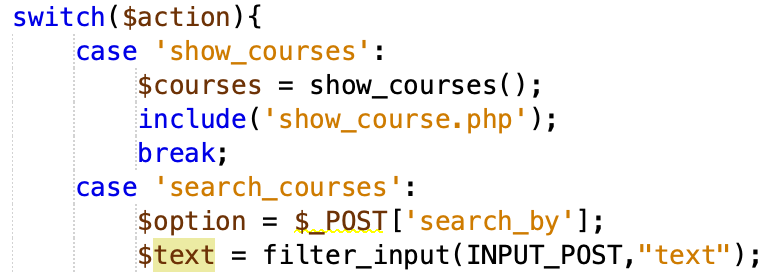 switch($action){
case 'show_courses':
$courses = show_courses();
include('show_course.php');
break;
case 'search_courses':
$option = $_POST['search_by'];
$text = filter_input(INPUT_POST,"text");